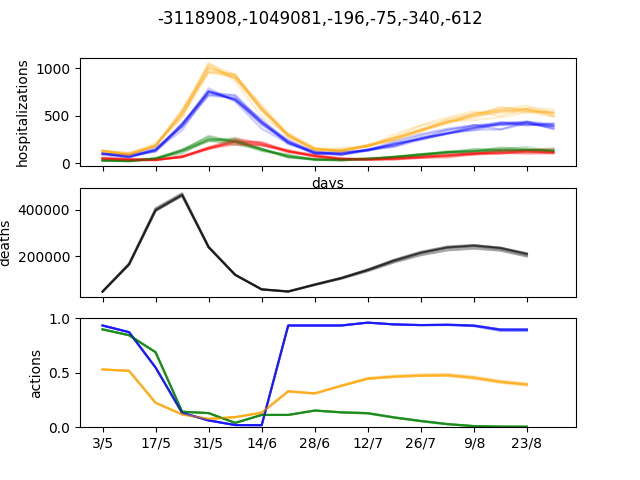 -3118908,-1049081,-196,-75,-340,-612
hospitalizations
1000
500
0
days
deaths
400000
200000
actions
1.0
0.5
0.0
3/5 17/5 31/5 14/6 28/6 12/7 26/7 9/8 23/8